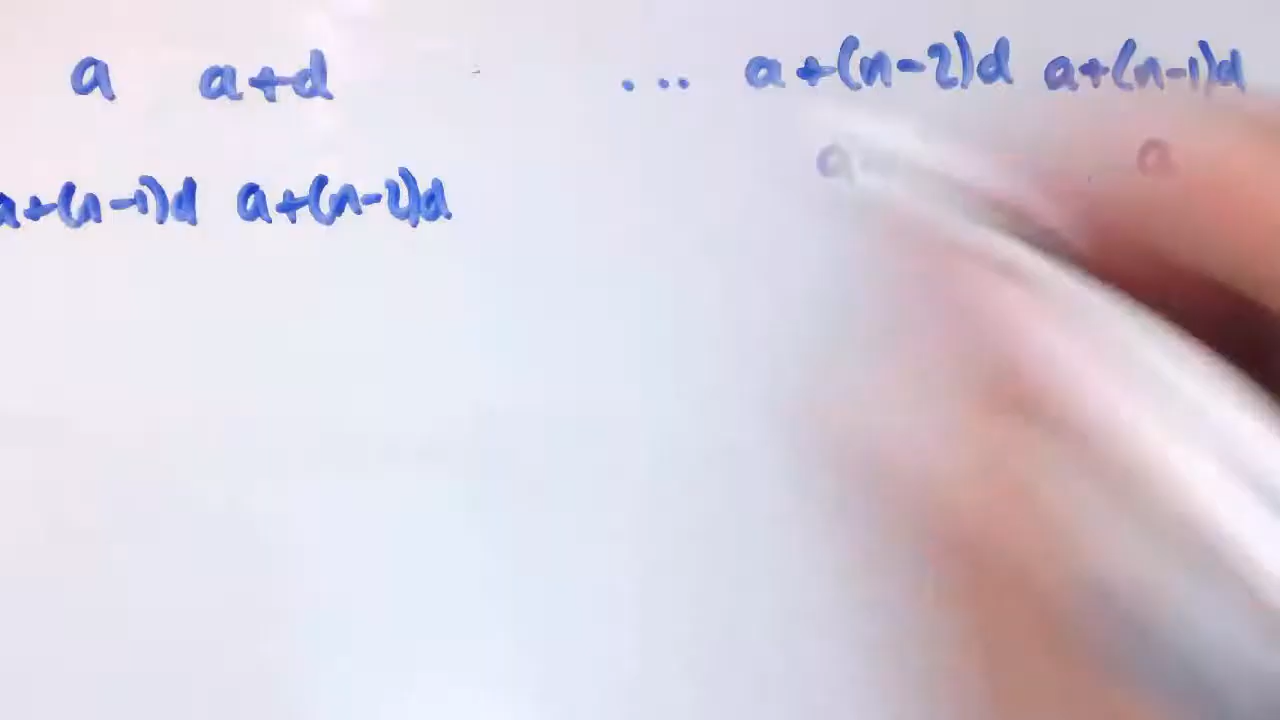 a a+d ... a+(n-2)d a+(n-1)d
a+(n-1)d a+(n-2)d a a